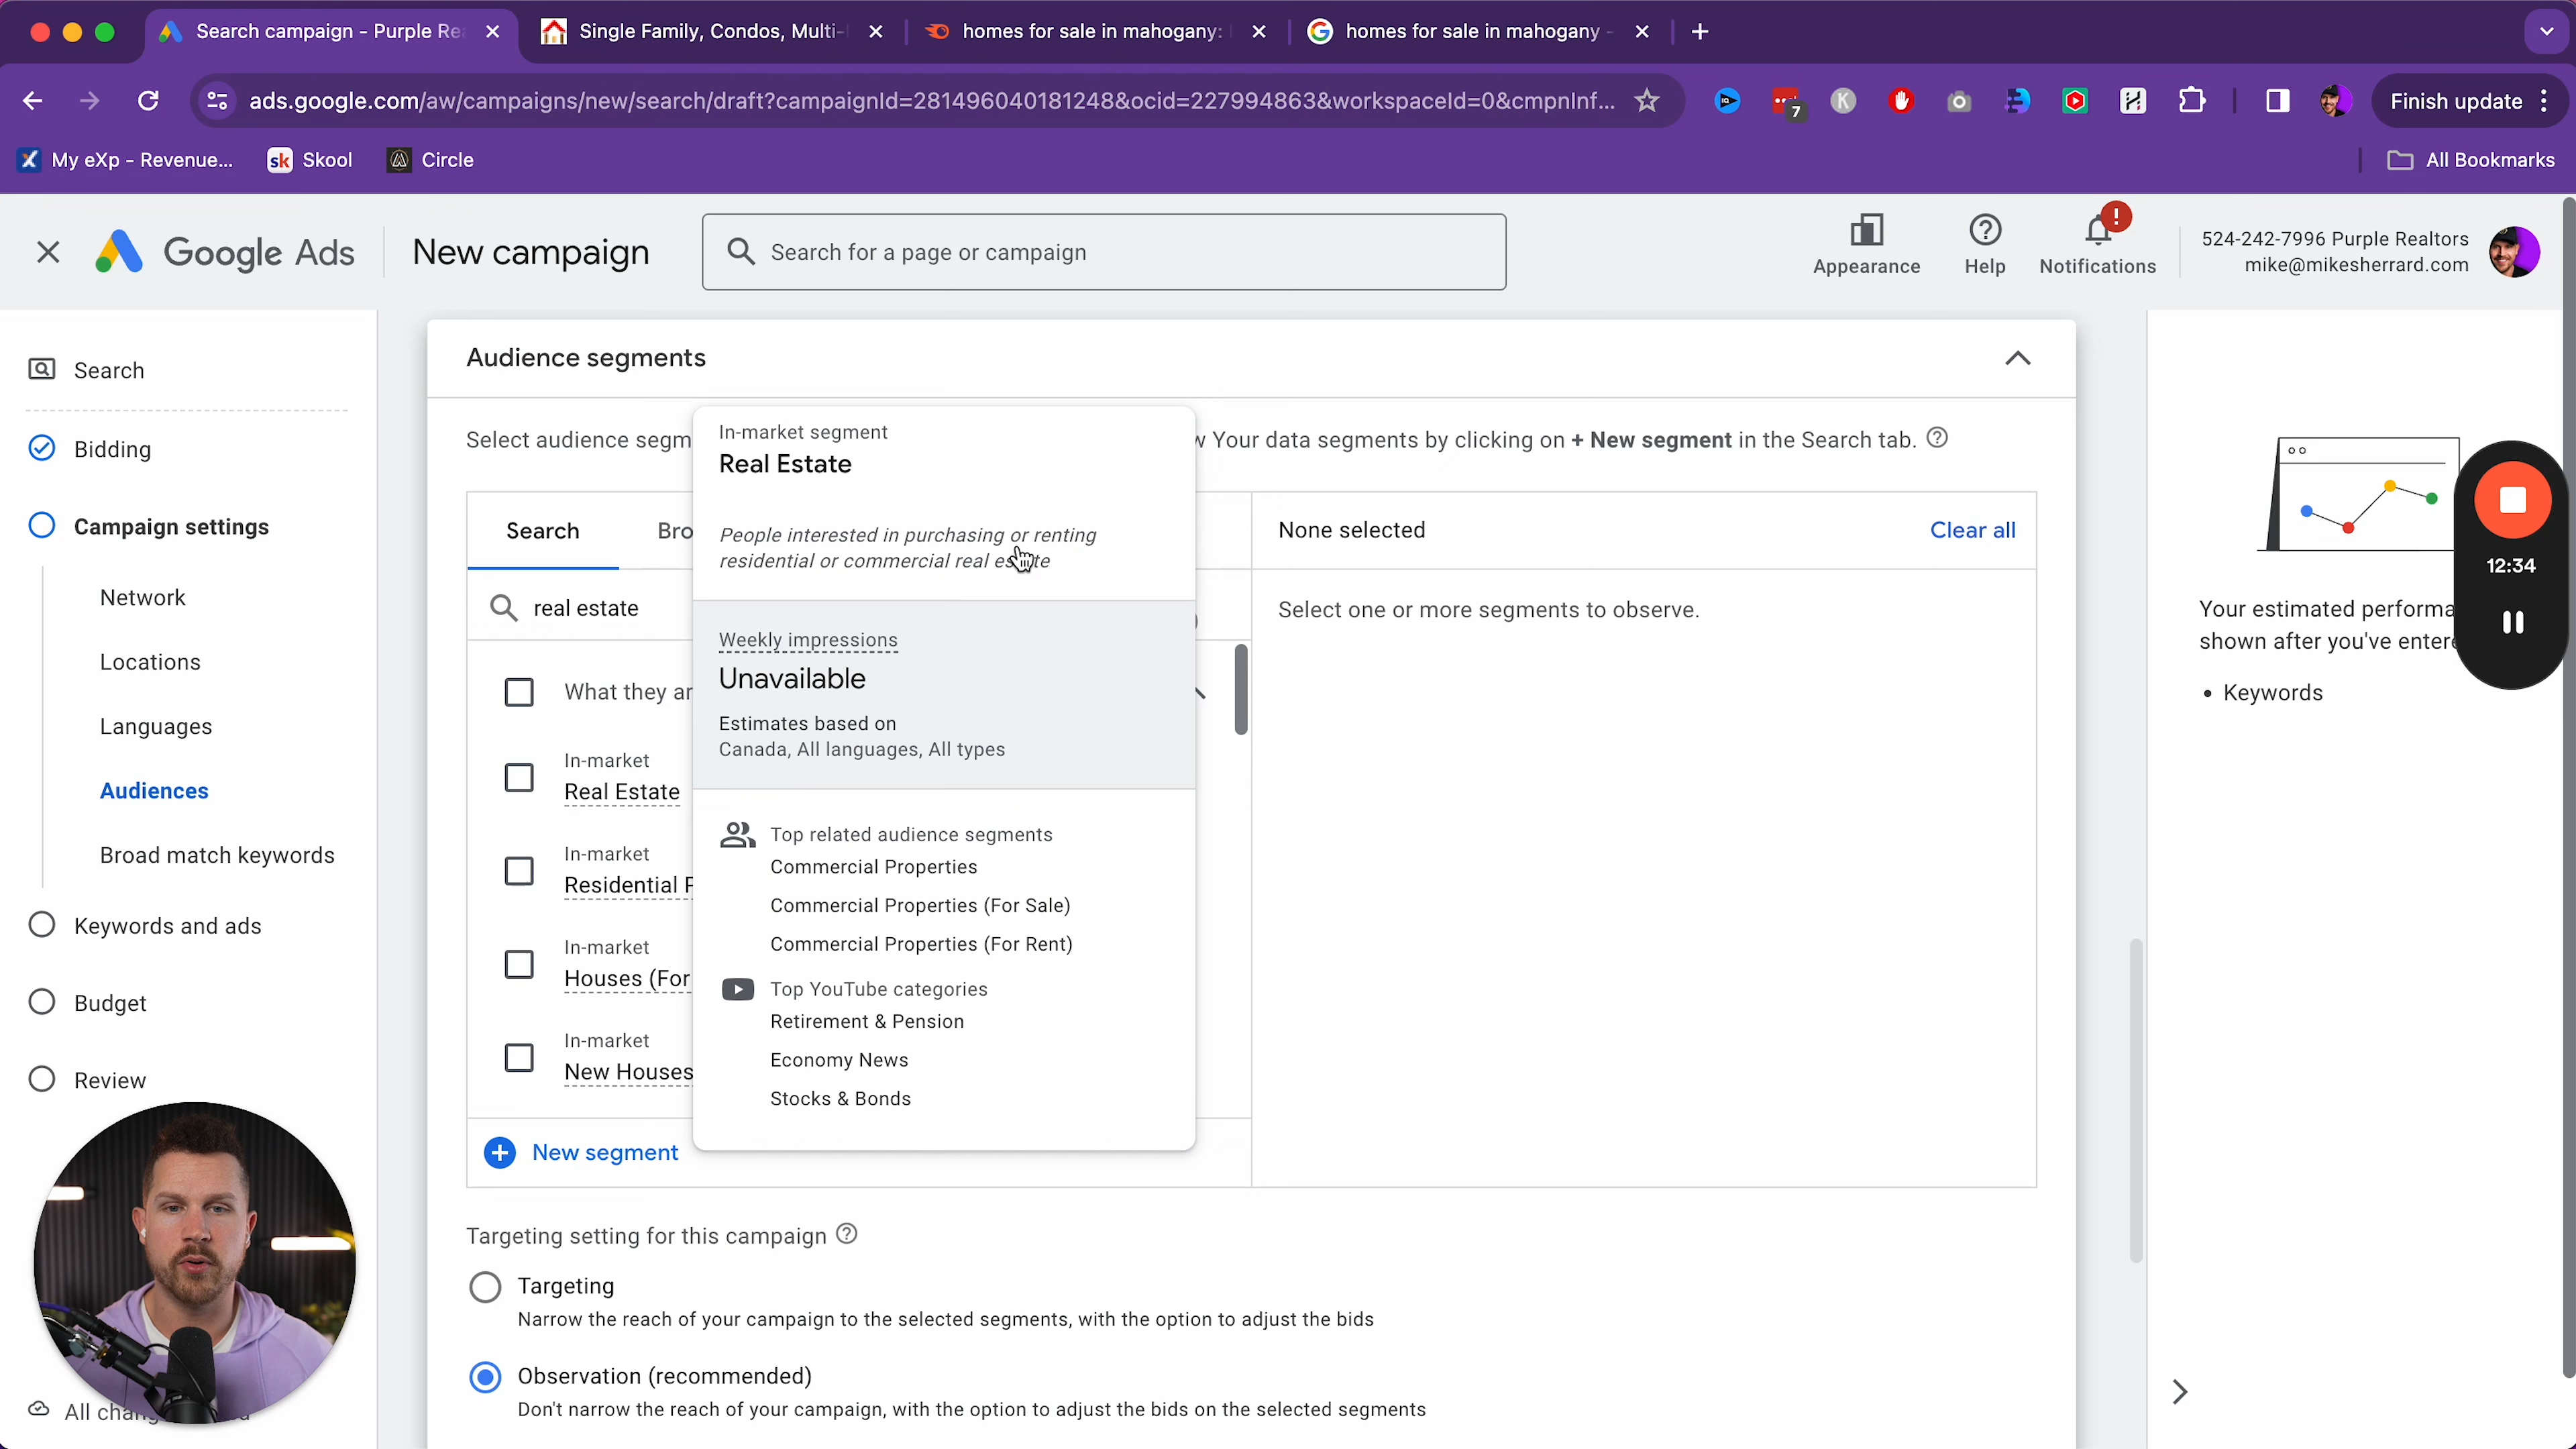 Search campaign - Purple Re
Single Family, Condos, Multi-
homes for sale in mahogany:
homes for sale in mahogany -
ads.google.com/aw/campaigns/new/search/draft?campaignId=281496040181248&ocid=227994863&workspaceId=0&cmpnInf...
7
Finish update
My eXp - Revenue...
sk Skool
Circle
All Bookmarks
Google Ads
New campaign
Search for a page or campaign
Appearance
Help
Notifications
524-242-7996 Purple Realtors
mike@mikesherrard.com
Search
Bidding
Campaign settings
Network
Locations
Languages
Audiences
Broad match keywords
Keywords and ads
Budget
Review
Audience segments
Select audience segm
Your data segments by clicking on + New segment in the Search tab.
Search
Bro
real estate
What they ar
In-market
Real Estate
In-market
Residential
In-market
Houses (For
In-market
New Houses
New segment
In-market segment
Real Estate
People interested in purchasing or renting
residential or commercial real estate
Weekly impressions
Unavailable
Estimates based on
Canada, All languages, All types
Top related audience segments
Commercial Properties
Commercial Properties (For Sale)
Commercial Properties (For Rent)
Top YouTube categories
Retirement & Pension
Economy News
Stocks & Bonds
None selected
Clear all
Select one or more segments to observe.
Targeting setting for this campaign
Targeting
Narrow the reach of your campaign to the selected segments, with the option to adjust the bids
Observation (recommended)
Don't narrow the reach of your campaign, with the option to adjust the bids on the selected segments
Your estimated performa
shown after you've enter
• Keywords
12:34
All chan